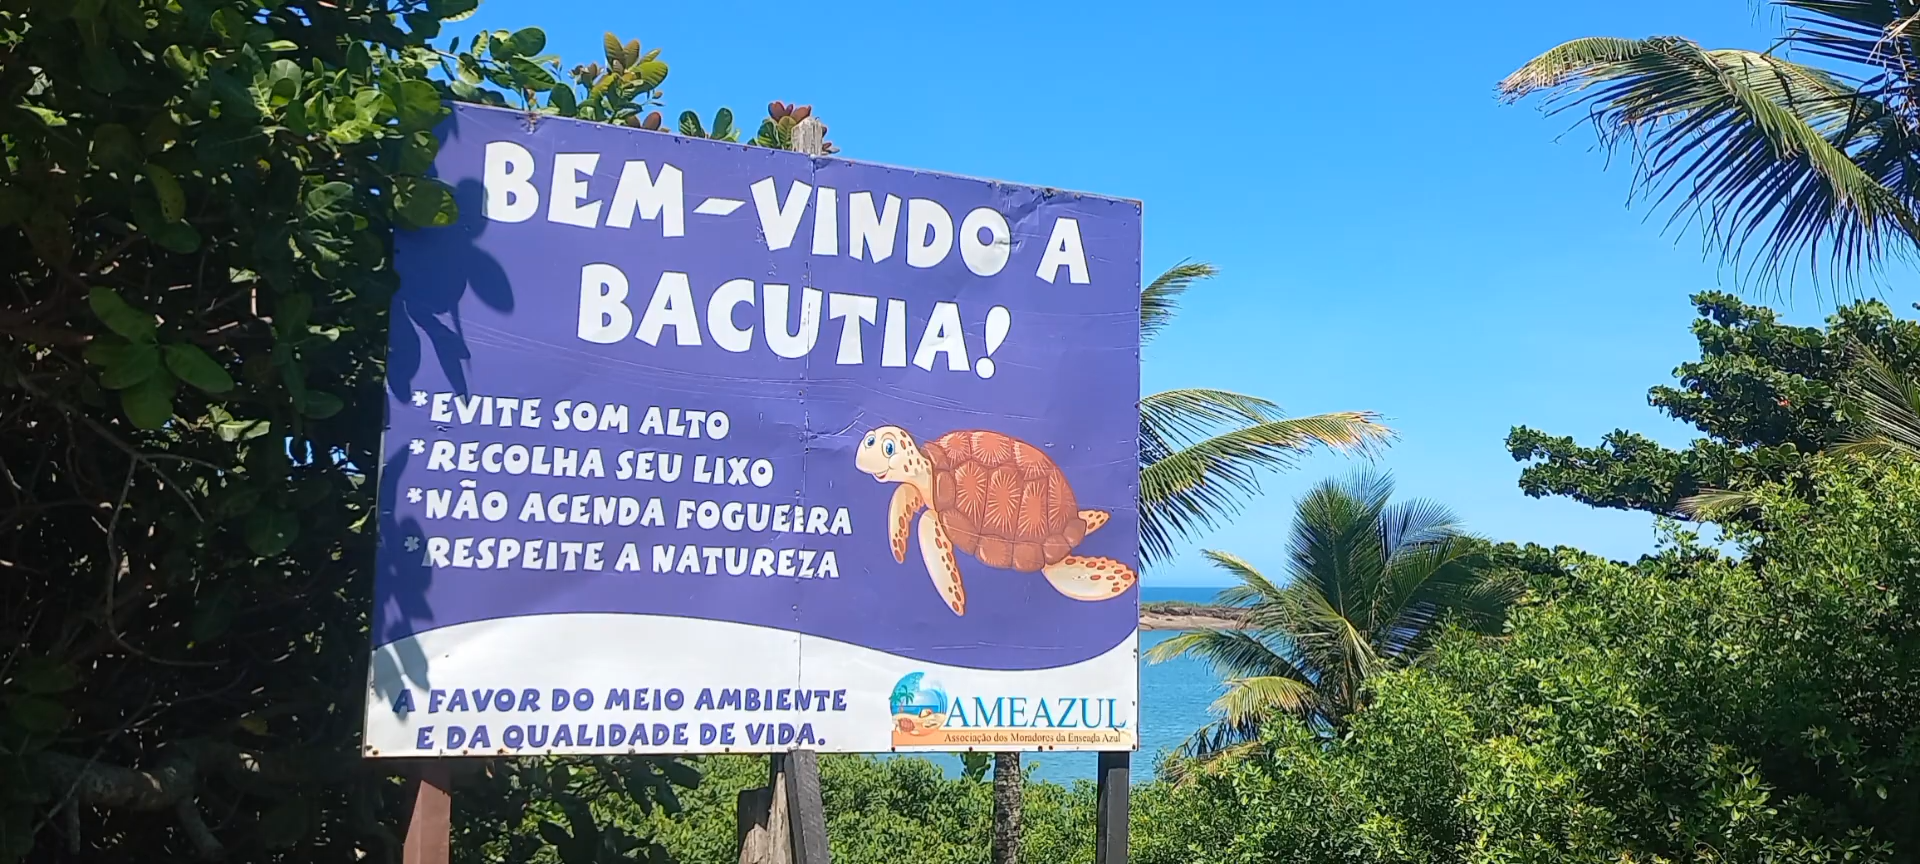 BEM-VINDO A
BACUTIA!
*EVITE SOM ALTO
*RECOLHA SEU LIXO
*NÃO ACENDA FOGUEIRA
*RESPEITE A NATUREZA
A FAVOR DO MEIO AMBIENTE
E DA QUALIDADE DE VIDA.
AMEAZUL
Associação dos Moradores da Enseada Azul